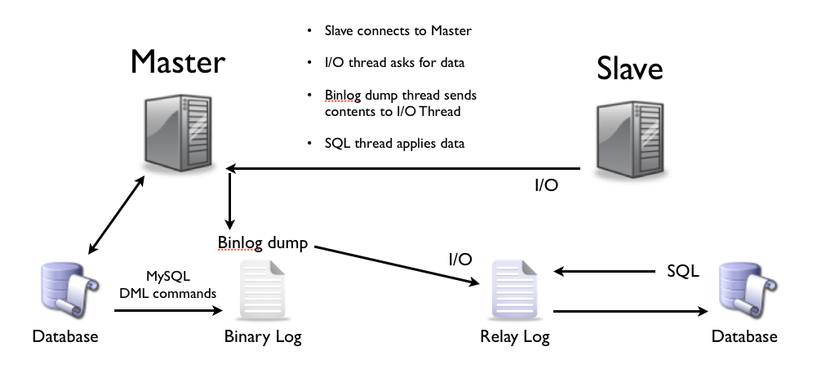 • Slave connects to Master
• I/O thread asks for data
• Binlog dump thread sends
contents to I/O Thread
• SQL thread applies data
Master
Slave
I/O
Binlog dump
I/O
SQL
MySQL
DML commands
Database
Binary Log
Relay Log
Database